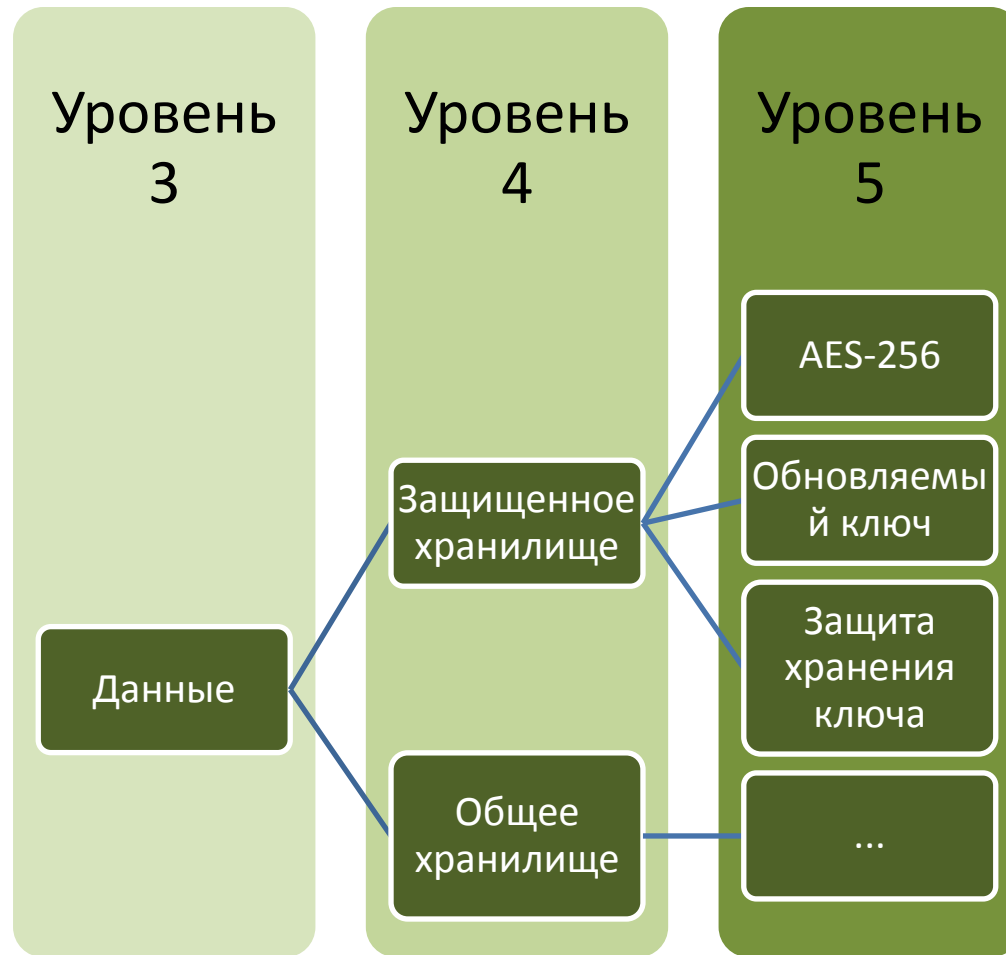 Уровень
3
Уровень
4
Уровень
5
Данные
Защищенное
хранилище
Общее
хранилище
AES-256
Обновляемы
й ключ
Защита
хранения
ключа
...